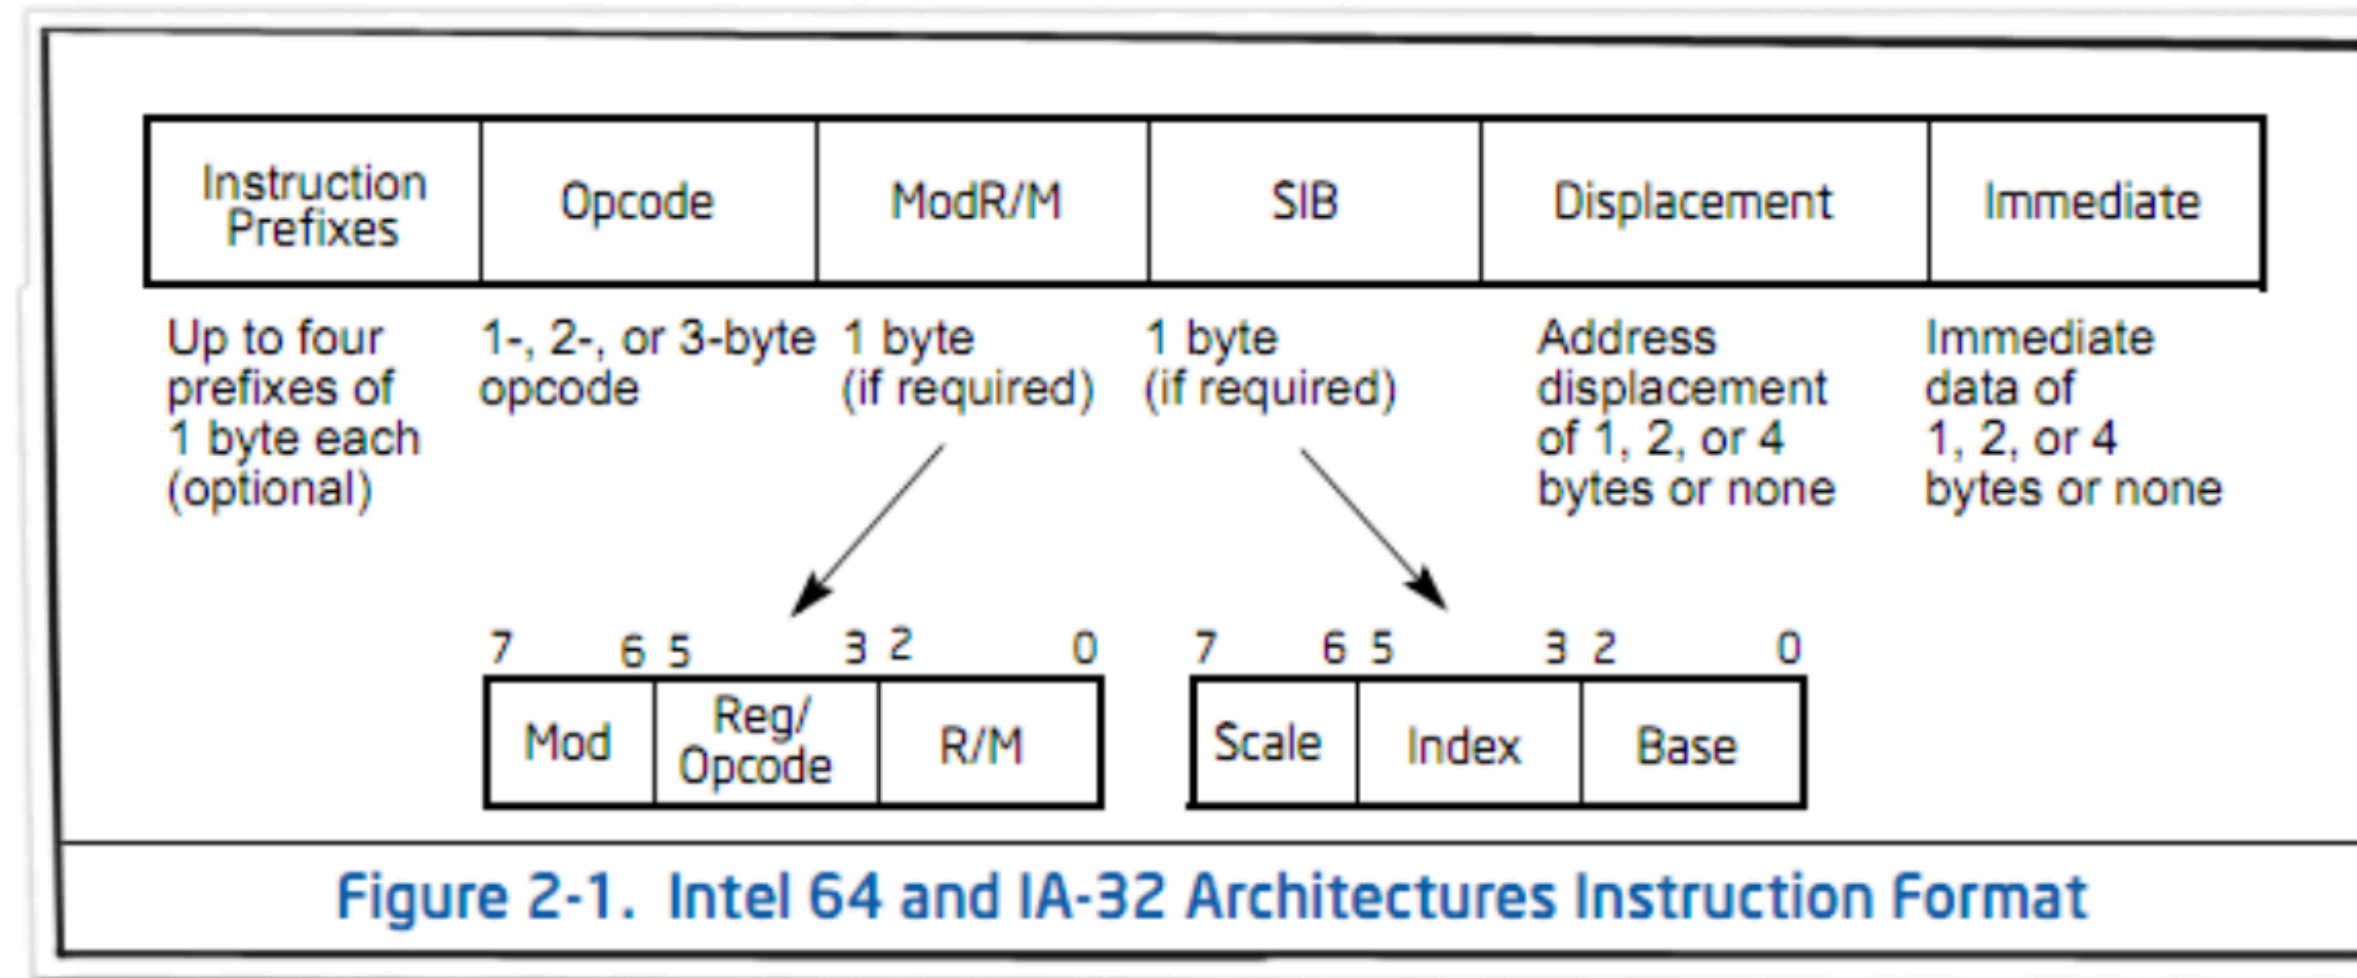 Instruction
Prefixes
Opcode
ModR/M
SIB
Displacement
Immediate
Up to four
prefixes of
1 byte each
(optional)
1-, 2-, or 3-byte
opcode
1 byte
(if required)
1 byte
(if required)
Address
displacement
of 1, 2, or 4
bytes or none
Immediate
data of
1, 2, or 4
bytes or none
7 6 5 3 2 0
Mod
Reg/
Opcode
R/M
7 6 5 3 2 0
Scale
Index
Base
Figure 2-1. Intel 64 and IA-32 Architectures Instruction Format